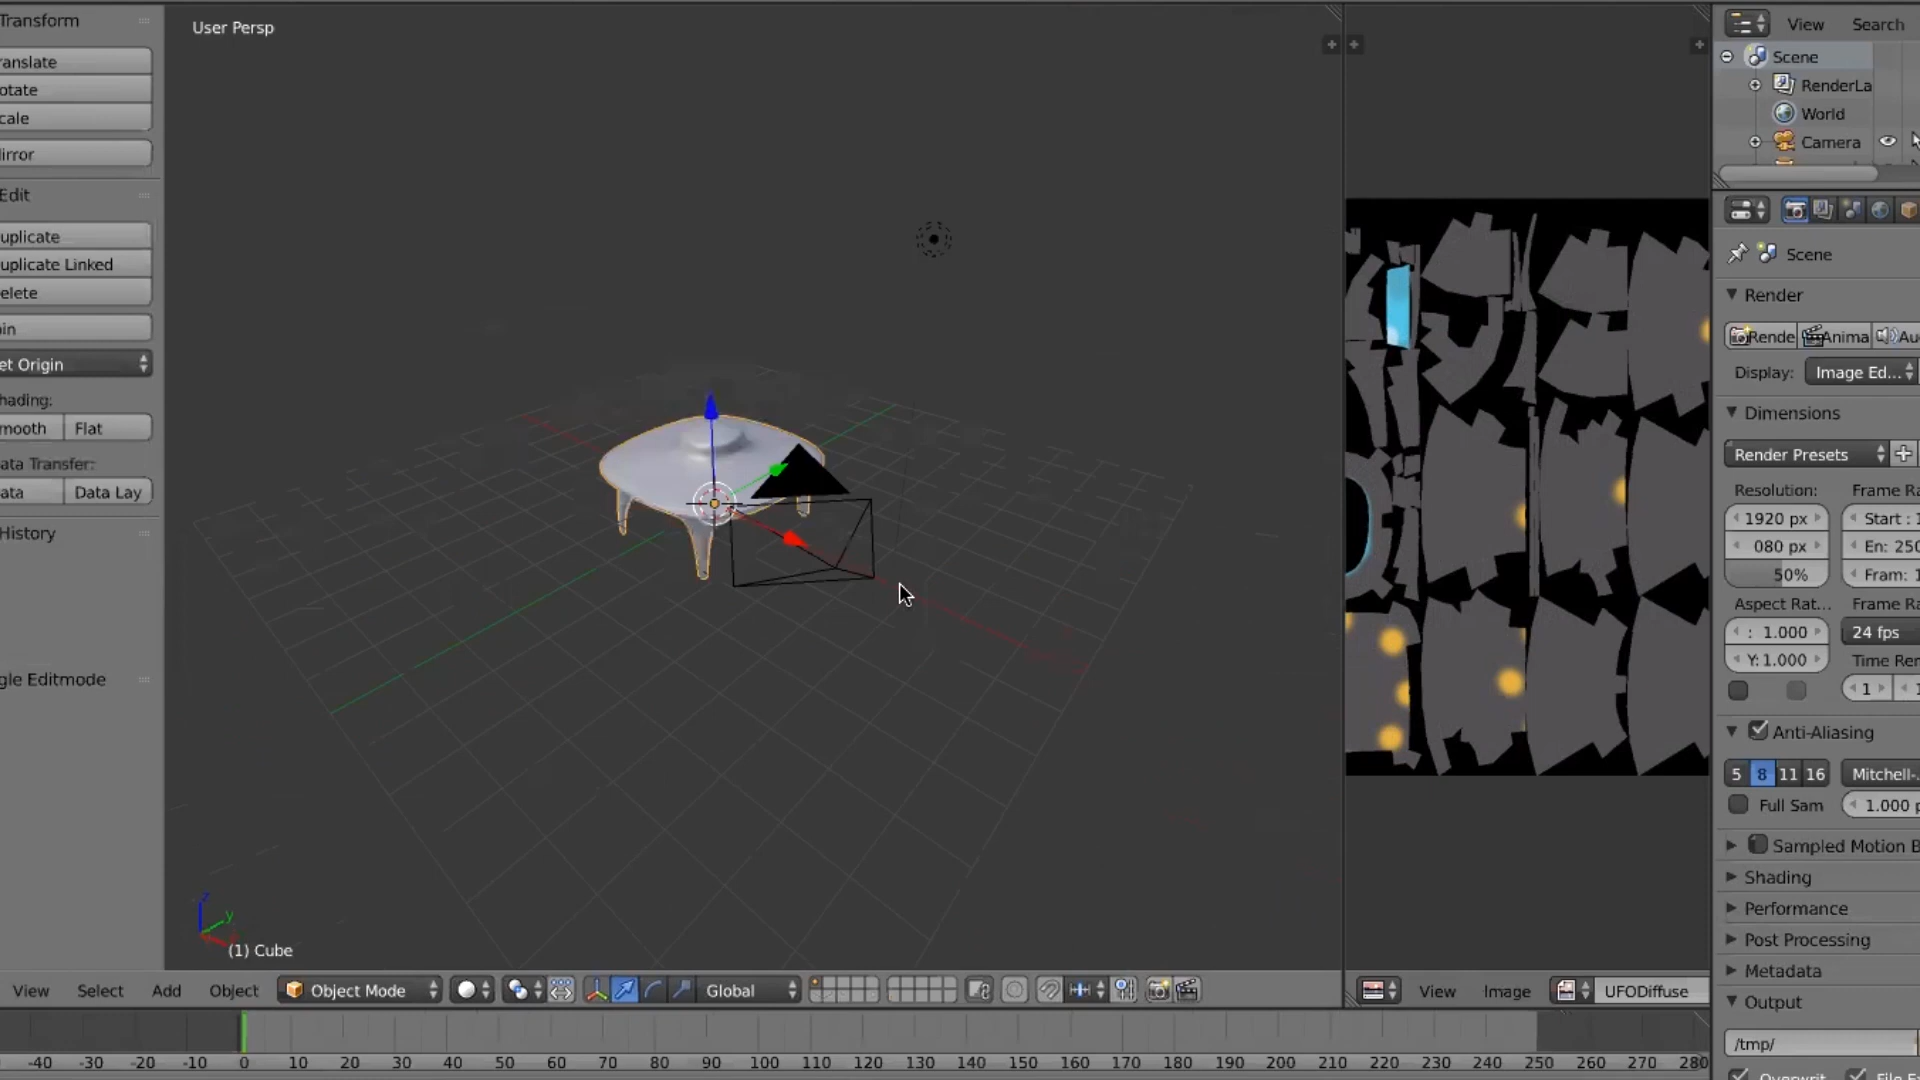 Transform
ranslate
otate
cale
irror
Edit
uplicate
uplicate Linked
elete
in
et Origin
hading:
mooth
Flat
ata Transfer:
ata
Data Lay
History
gle Editmode
User Persp
(1) Cube
z
y
View
Select
Add
Object
Object Mode
Global
View
Image
UFODiffuse
-40 -30 -20 -10 0 10 20 30 40 50 60 70 80 90 100 110 120 130 140 150 160 170 180 190 200 210 220 230 240 250 260 270 280
View
Search
Scene
RenderLa
World
Camera
Scene
Render
Rende
Anima
Au
Display:
Image Ed...
Dimensions
Render Presets
Resolution:
Frame Ra
1920 px
Start : 1
080 px
En: 250
50%
Fram: 1
Aspect Rat...
Frame Ra
: 1.000
24 fps
Y: 1.000
Time Rer
1
1
Anti-Aliasing
5 8 11 16
Mitchell-.
Full Sam
1.000 p
Sampled Motion B
Shading
Performance
Post Processing
Metadata
Output
/tmp/